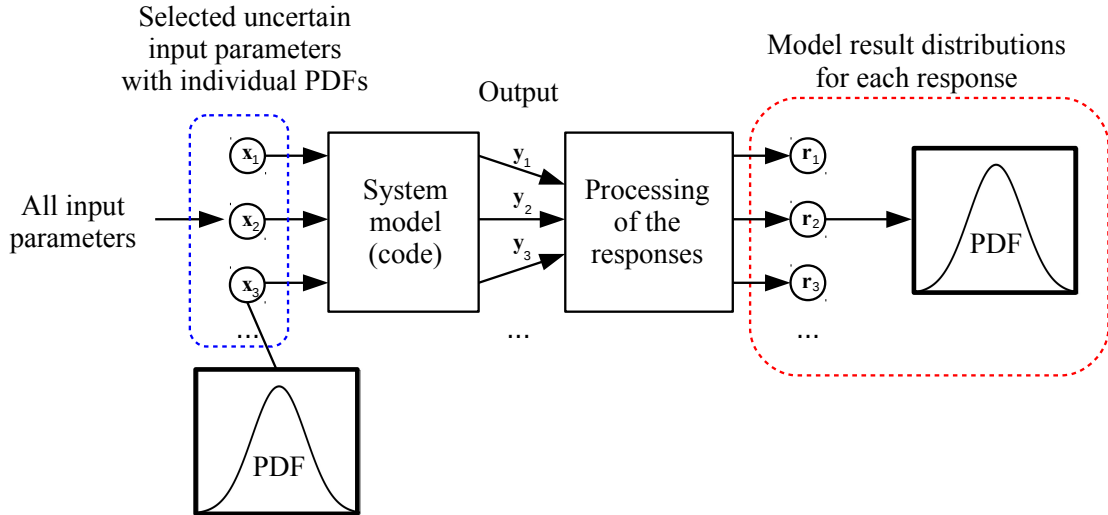 Selected uncertain
input parameters
with individual PDFs
Output
Model result distributions
for each response
All input
parameters
x₁
x₂
x₃
...
PDF
System
model
(code)
y₁
y₂
y₃
...
Processing
of the
responses
r₁
r₂
r₃
...
PDF